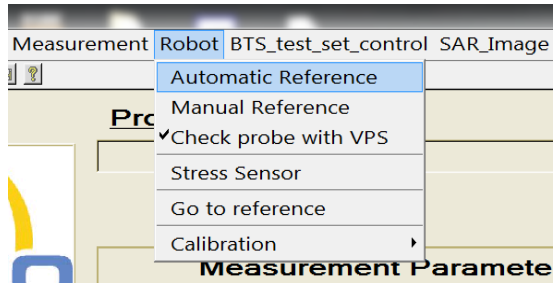 Measurement Robot BTS_test_set_control SAR_Image
Automatic Reference
Manual Reference
Check probe with VPS
Stress Sensor
Go to reference
Calibration
Measurement Paramete